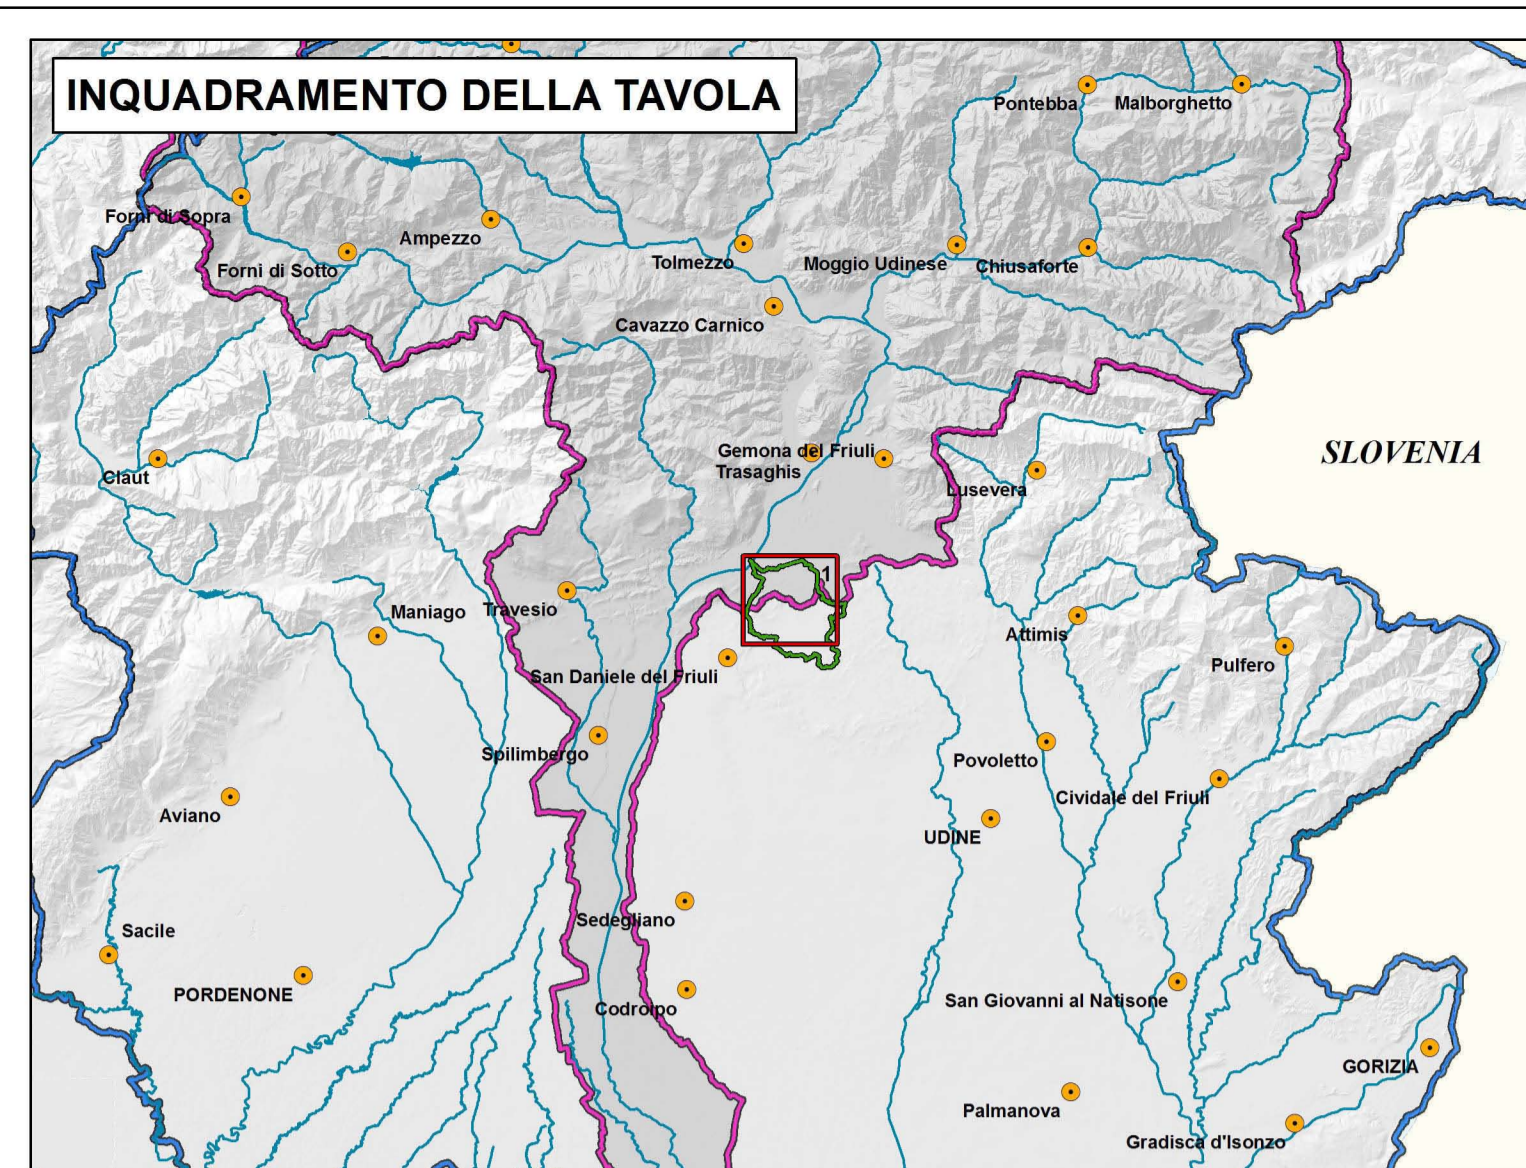 INQUADRAMENTO DELLA TAVOLA
Pontebba
Malborghetto
Forni di Sopra
Ampezzo
Forni di Sotto
Tolmezzo
Moggio Udinese
Chiusaforte
Cavazzo Carnico
SLOVENIA
Gemona del Friuli
Trasaghis
Claut
Lusevera
1
Maniago
Travesio
Attimis
Pulfero
San Daniele del Friuli
Spilimbergo
Povoletto
Cividale del Friuli
Aviano
UDINE
Sedegliano
Sacile
PORDENONE
San Giovanni al Natisone
Codroipo
GORIZIA
Palmanova
Gradisca d'Isonzo